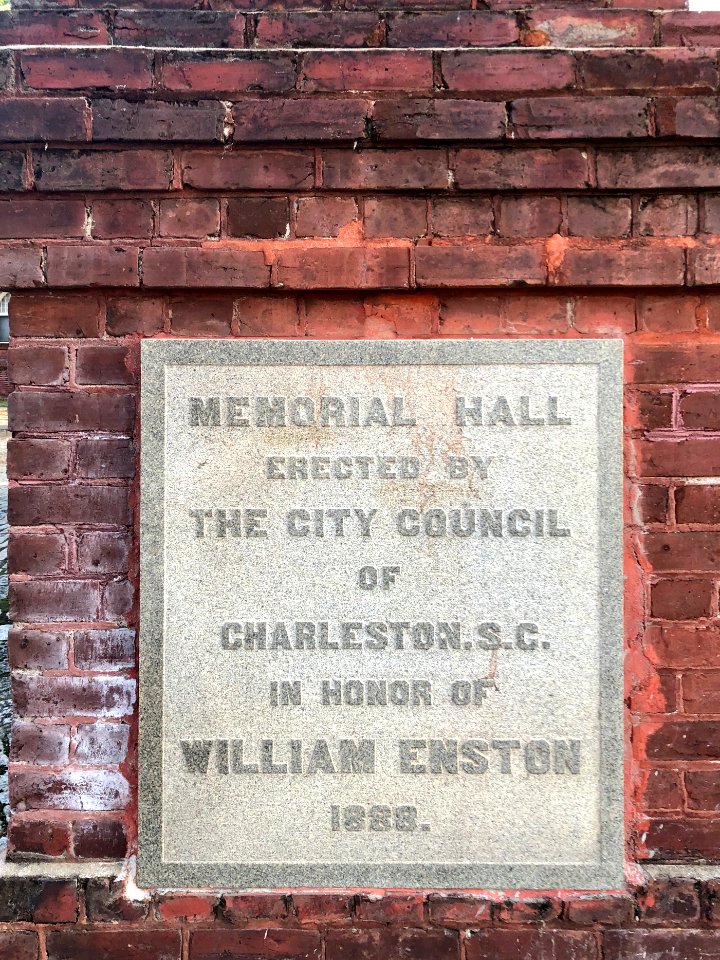 MEMORIAL HALL
ERECTED BY
THE CITY COUNCIL
OF
CHARLESTON.S.C.
IN HONOR OF
WILLIAM ENSTON
1888.